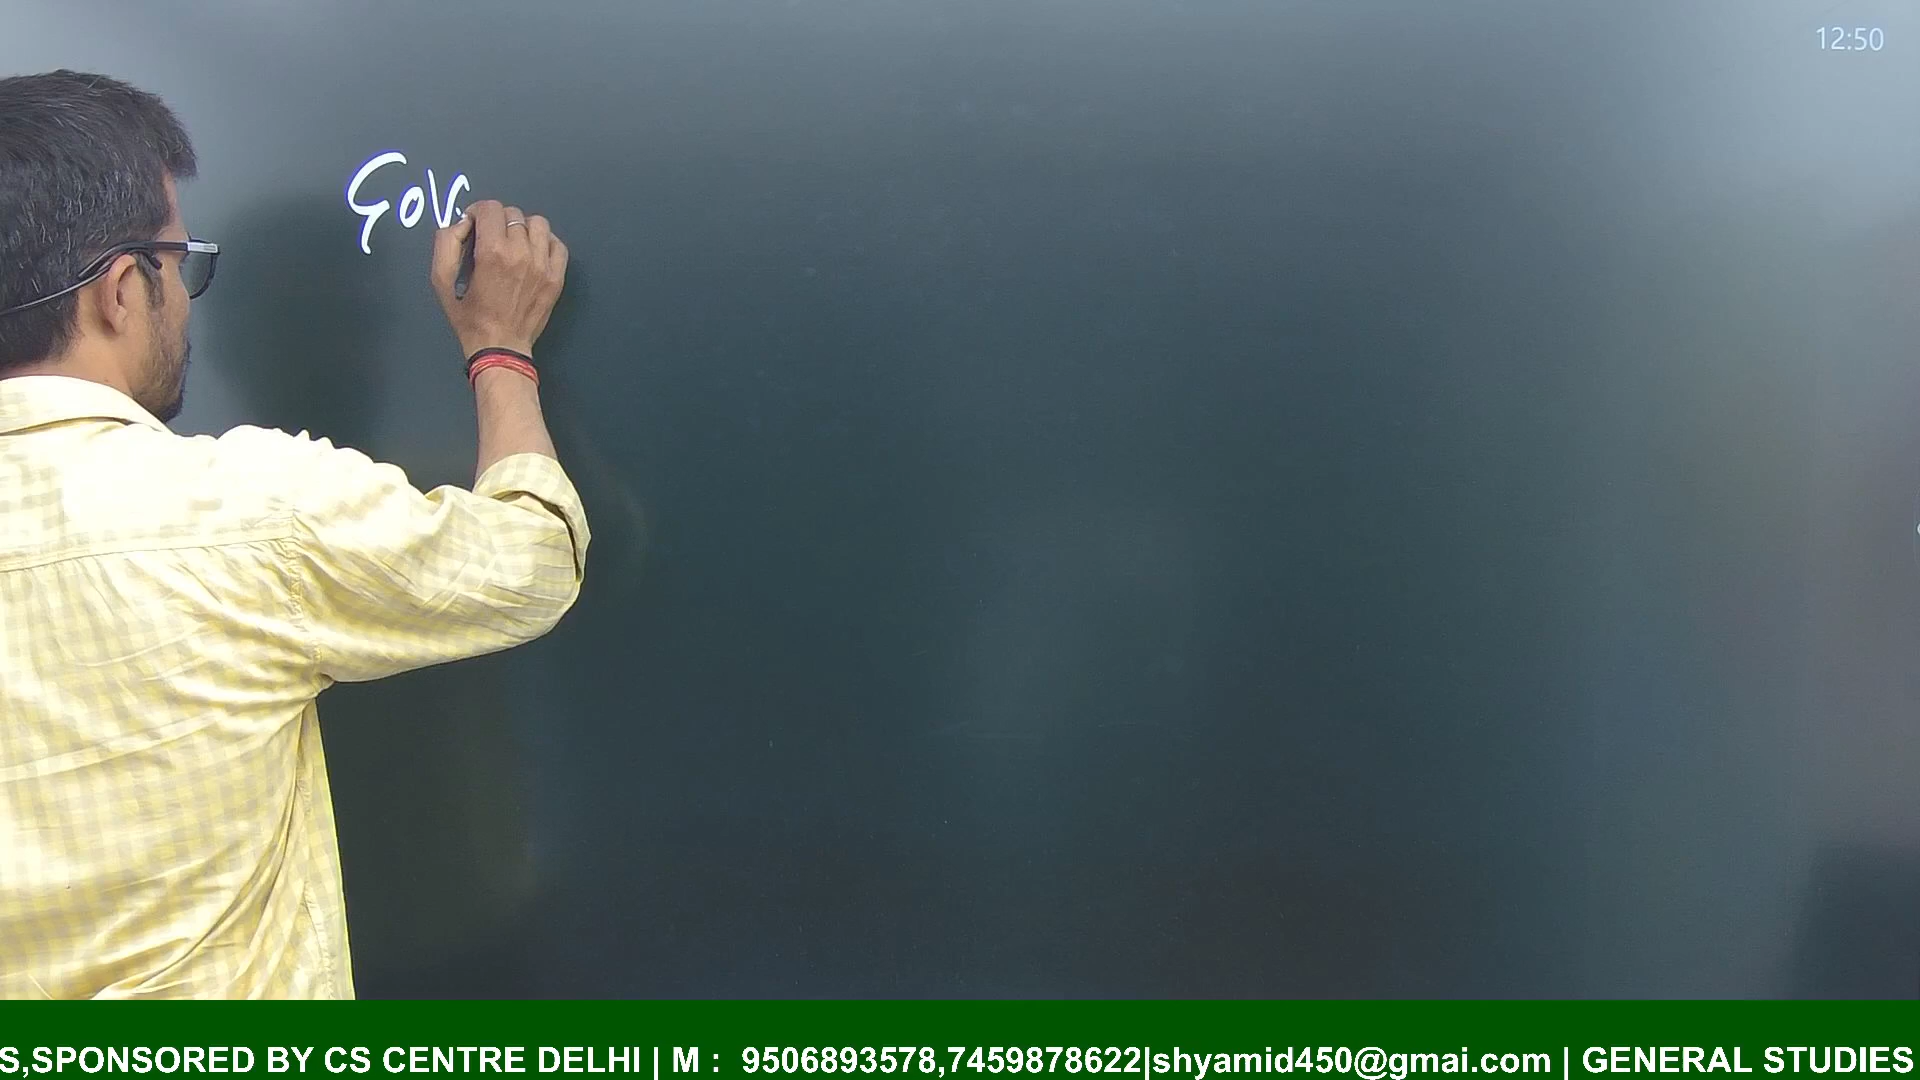 12:50
Gov
S,SPONSORED BY CS CENTRE DELHI | M : 9506893578,7459878622|shyamid450@gmai.com | GENERAL STUDIES